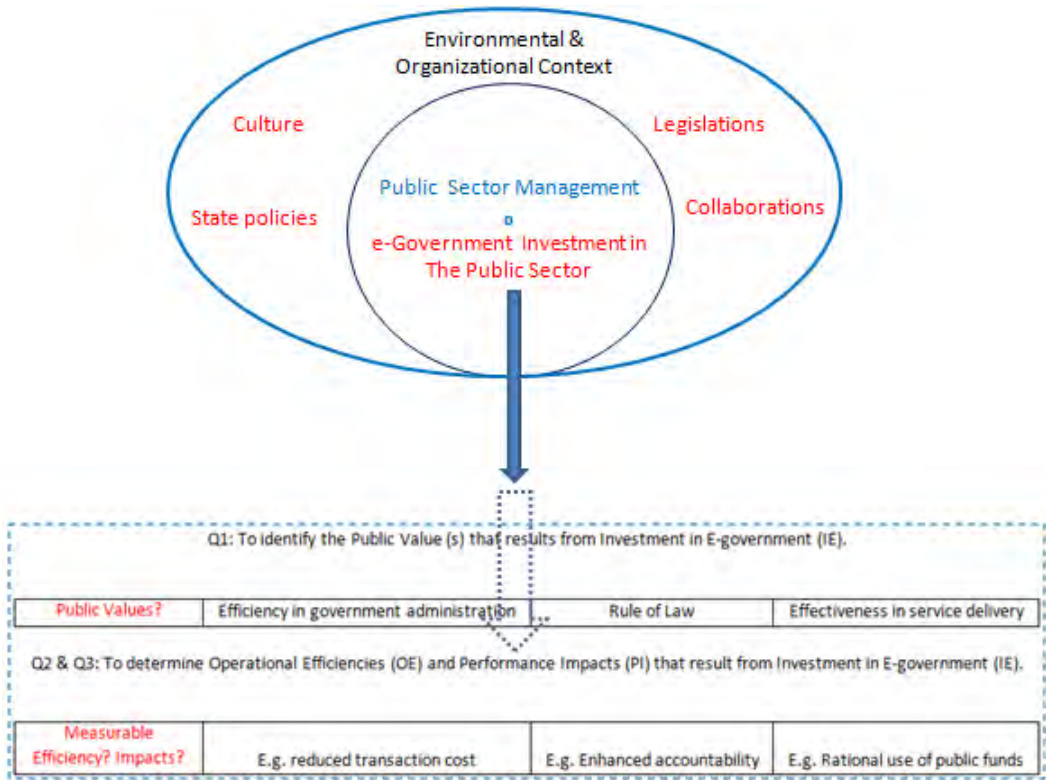 Environmental &
Organizational Context
Culture
Legislations
Public Sector Management
State policies
Collaborations
e-Government Investment in
The Public Sector
Q1: To identify the Public Value (s) that results from Investment in E-government (IE).
Public Values?
Efficiency in government administration
Rule of Law
Effectiveness in service delivery
Q2 & Q3: To determine Operational Efficiencies (OE) and Performance Impacts (PI) that result from Investment in E-government (IE).
Measurable
Efficiency? Impacts?
E.g. reduced transaction cost
E.g. Enhanced accountability
E.g. Rational use of public funds